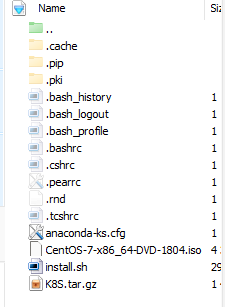 Name Siz
..
.cache
.pip
.pki
.bash_history 1
.bash_logout 1
.bash_profile 1
.bashrc 1
.cshrc 1
.pearrc 1
.rnd 1
.tcshrc 1
anaconda-ks.cfg 1
CentOS-7-x86_64-DVD-1804.iso 4
install.sh 29
K8S.tar.gz 1